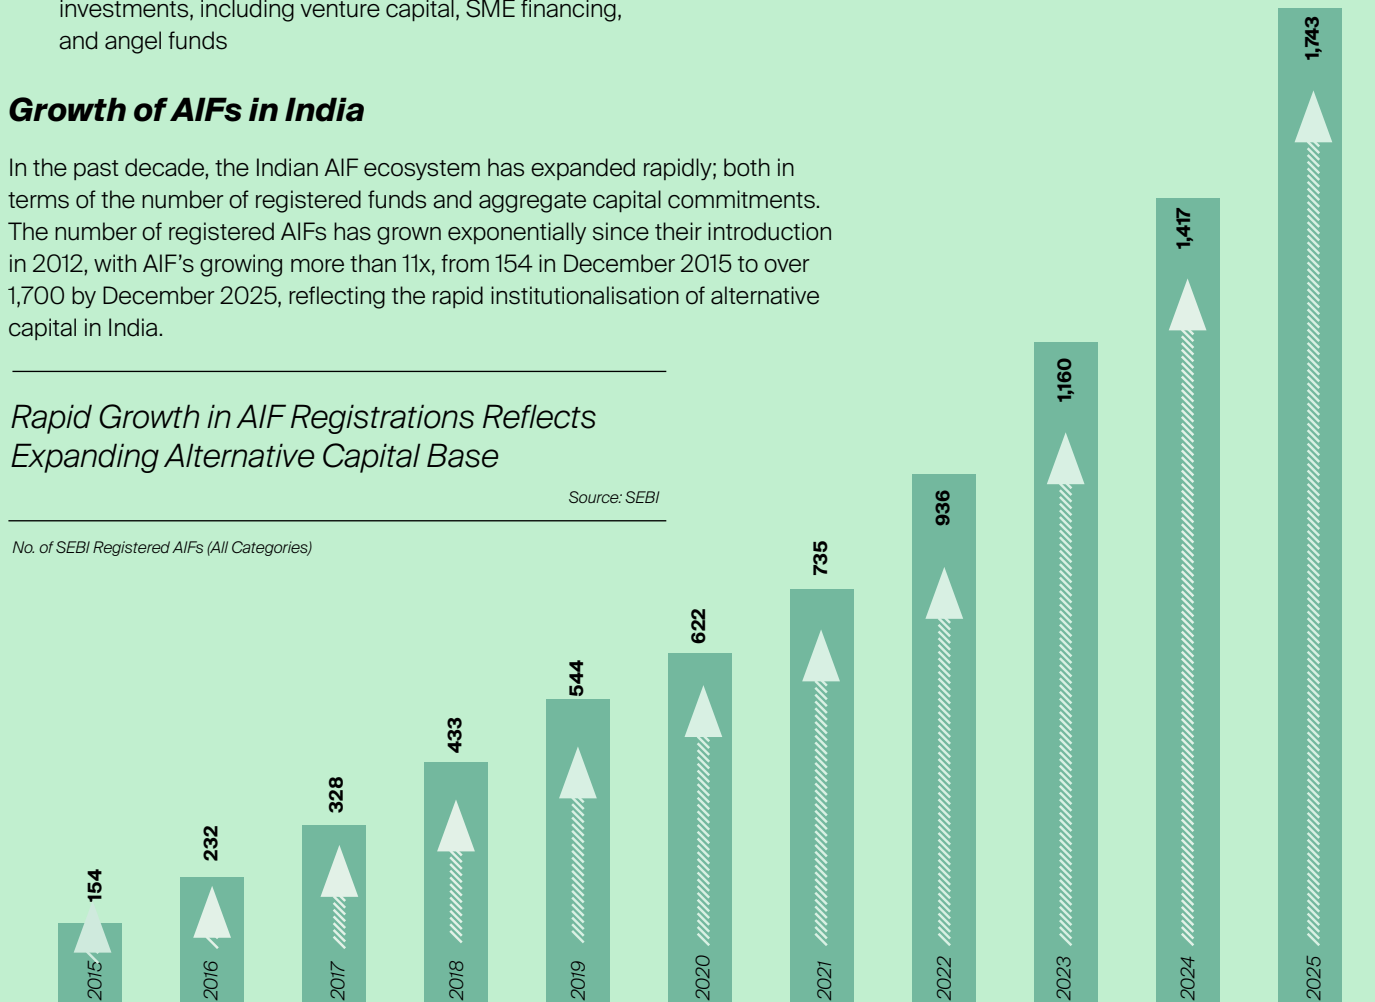 investments, including venture capital, SME financing,
and angel funds
Growth of AIFs in India
In the past decade, the Indian AIF ecosystem has expanded rapidly; both in
terms of the number of registered funds and aggregate capital commitments.
The number of registered AIFs has grown exponentially since their introduction
in 2012, with AIF's growing more than 11x, from 154 in December 2015 to over
1,700 by December 2025, reflecting the rapid institutionalisation of alternative
capital in India.
Rapid Growth in AIF Registrations Reflects
Expanding Alternative Capital Base
Source: SEBI
No. of SEBI Registered AIFs (All Categories)
154
232
328
433
544
622
735
936
1,160
1,417
1,743
2015
2016
2017
2018
2019
2020
2021
2022
2023
2024
2025